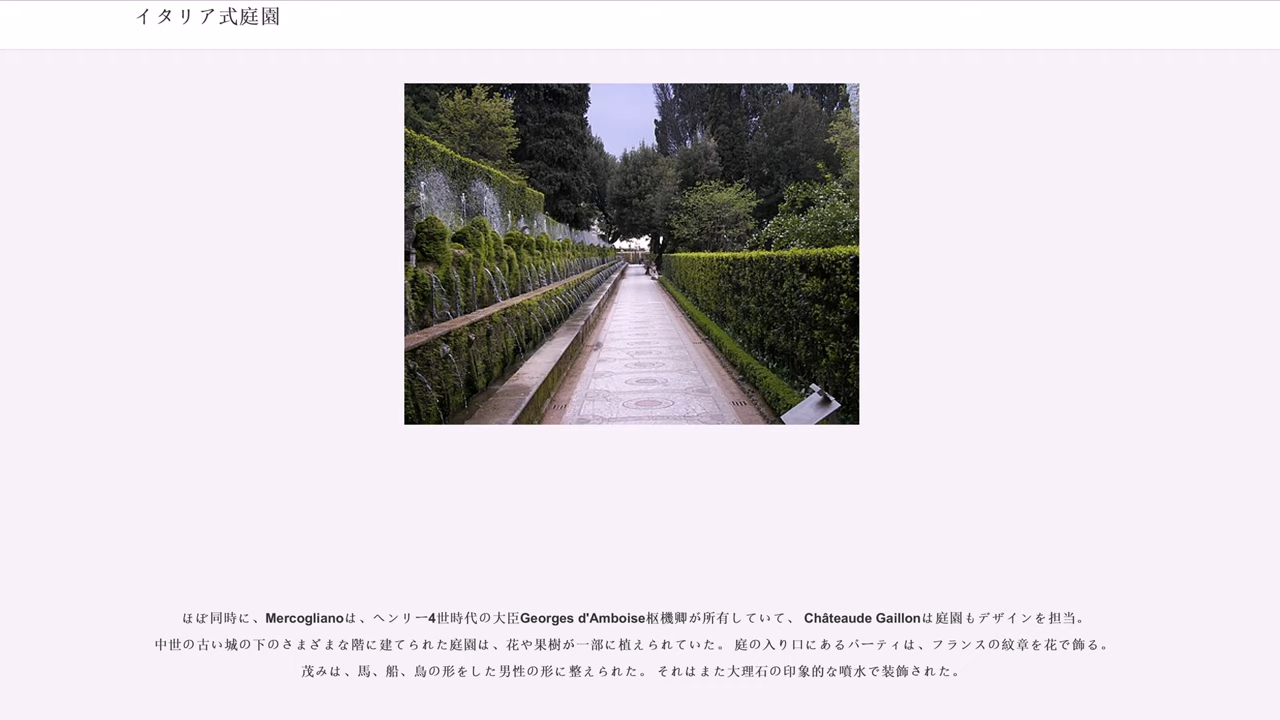 イタリア式庭園
ほぼ同時に、Mercoglianoは、ヘンリー4世時代の大臣Georges d'Amboise枢機卿が所有していて、 Châteaude Gaillonは庭園もデザインを担当。
中世の古い城の下のさまざまな階に建てられた庭園は、花や果樹が一部に植えられていた。 庭の入り口にあるパーティは、フランスの紋章を花で飾る。
茂みは、馬、船、鳥の形をした男性の形に整えられた。 それはまた大理石の印象的な噴水で装飾された。